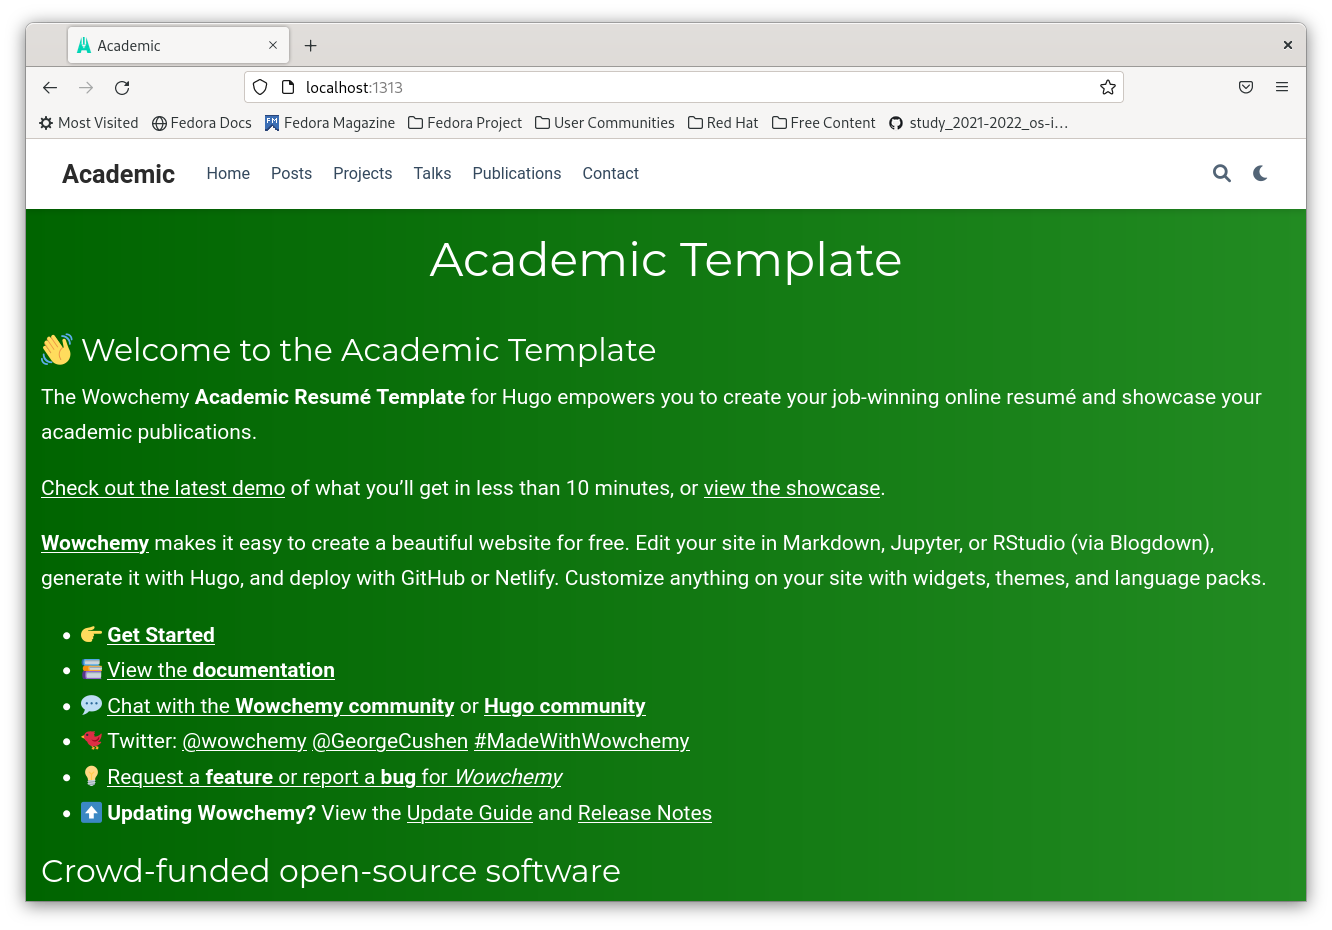 Academic
localhost:1313
Most Visited Fedora Docs Fedora Magazine Fedora Project User Communities Red Hat Free Content study_2021-2022_os-i…
Academic Home Posts Projects Talks Publications Contact
Academic Template
👋 Welcome to the Academic Template
The Wowchemy Academic Resumé Template for Hugo empowers you to create your job-winning online resumé and showcase your
academic publications.
Check out the latest demo of what you’ll get in less than 10 minutes, or view the showcase.
Wowchemy makes it easy to create a beautiful website for free. Edit your site in Markdown, Jupyter, or RStudio (via Blogdown),
generate it with Hugo, and deploy with GitHub or Netlify. Customize anything on your site with widgets, themes, and language packs.
• 👉 Get Started
• 📚 View the documentation
• 💬 Chat with the Wowchemy community or Hugo community
• 🐦 Twitter: @wowchemy @GeorgeCushen #MadeWithWowchemy
• 💡 Request a feature or report a bug for Wowchemy
• ⬆️ Updating Wowchemy? View the Update Guide and Release Notes
Crowd-funded open-source software